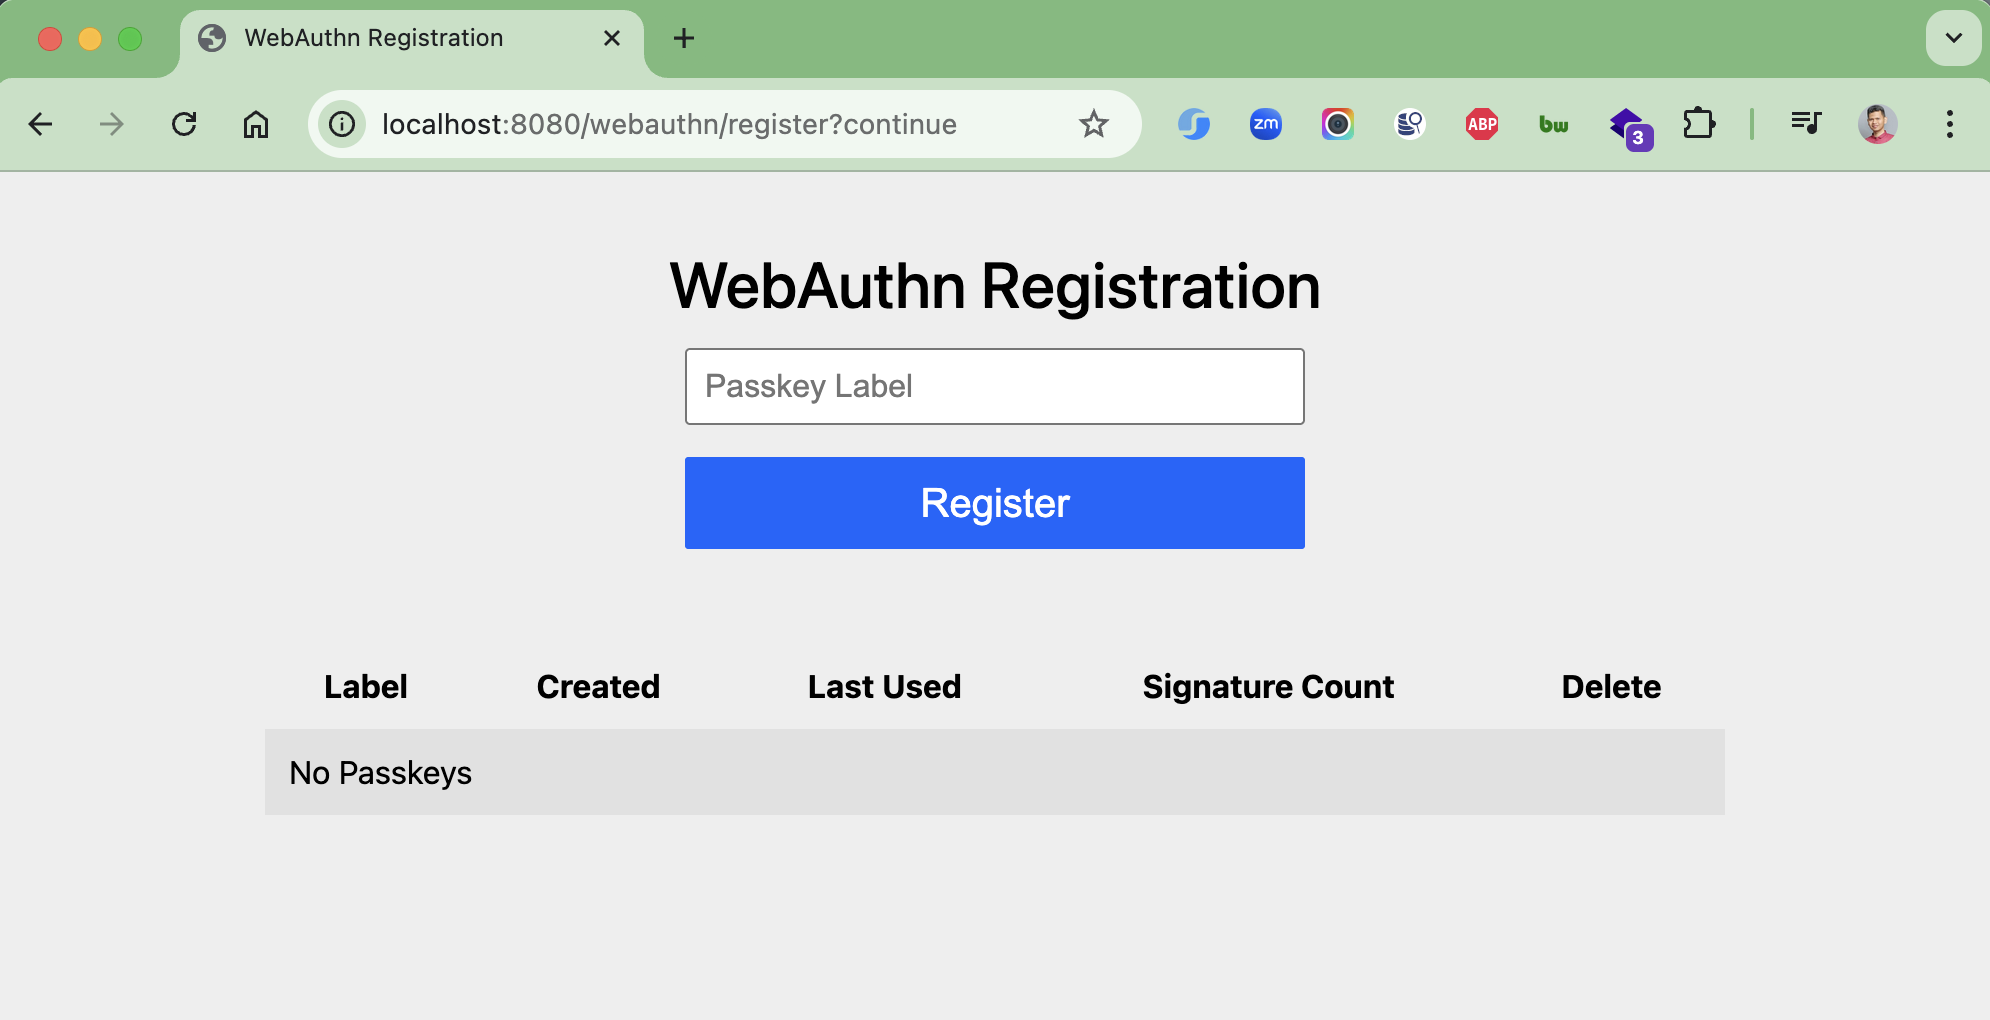 WebAuthn Registration
localhost:8080/webauthn/register?continue
zm
ABP
bw
3
WebAuthn Registration
Passkey Label
Register
Label Created Last Used Signature Count Delete
No Passkeys